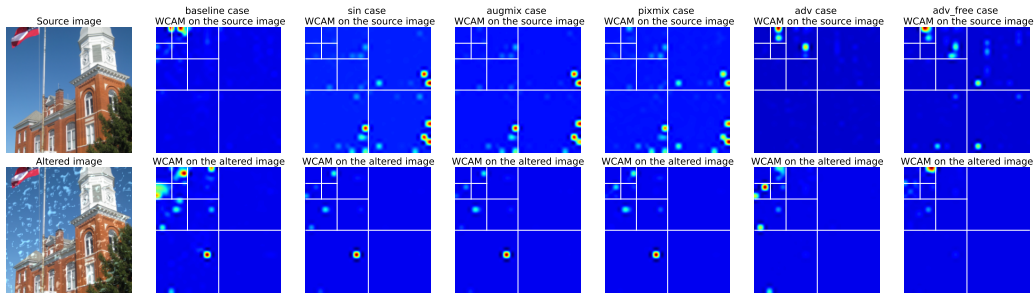 Source image
baseline case
WCAM on the source image
sin case
WCAM on the source image
augmix case
WCAM on the source image
pixmix case
WCAM on the source image
adv case
WCAM on the source image
adv_free case
WCAM on the source image
Altered image
WCAM on the altered image
WCAM on the altered image
WCAM on the altered image
WCAM on the altered image
WCAM on the altered image
WCAM on the altered image